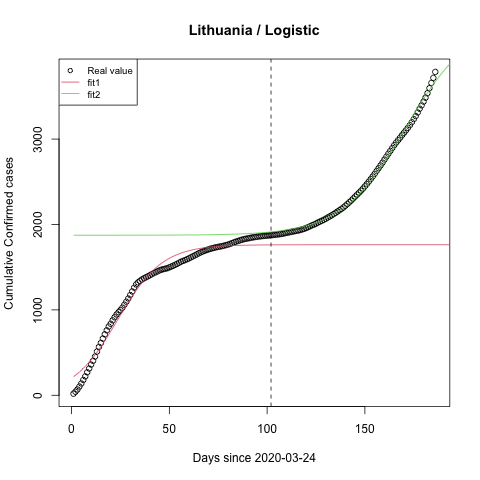 Lithuania / Logistic
Real value
fit1
fit2
Cumulative Confirmed cases
3000
2000
1000
0
0 50 100 150
Days since 2020-03-24